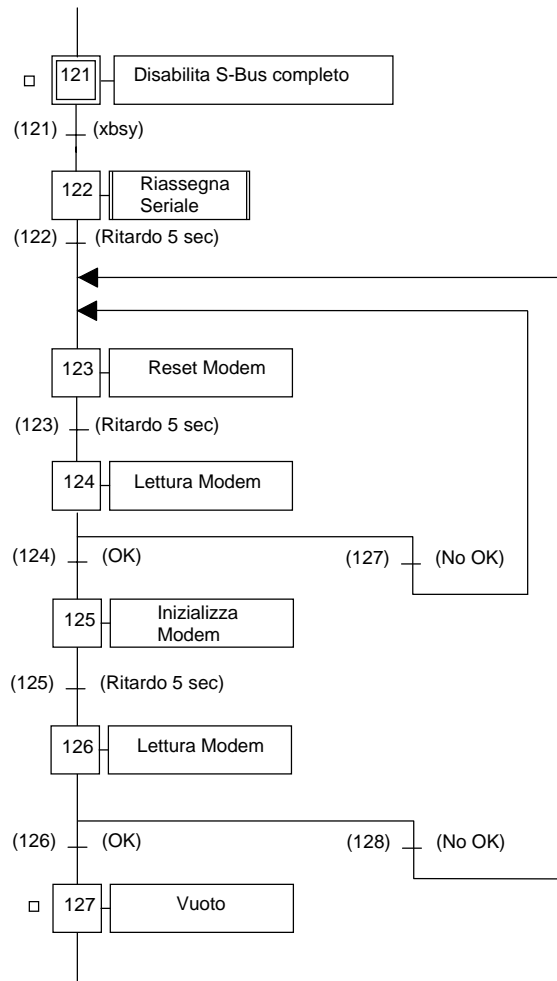 121
Disabilita S-Bus completo
(121)
(xbsy)
122
Riassegna
Seriale
(122)
(Ritardo 5 sec)
123
Reset Modem
(123)
(Ritardo 5 sec)
124
Lettura Modem
(124)
(OK)
(127)
(No OK)
125
Inizializza
Modem
(125)
(Ritardo 5 sec)
126
Lettura Modem
(126)
(OK)
(128)
(No OK)
127
Vuoto